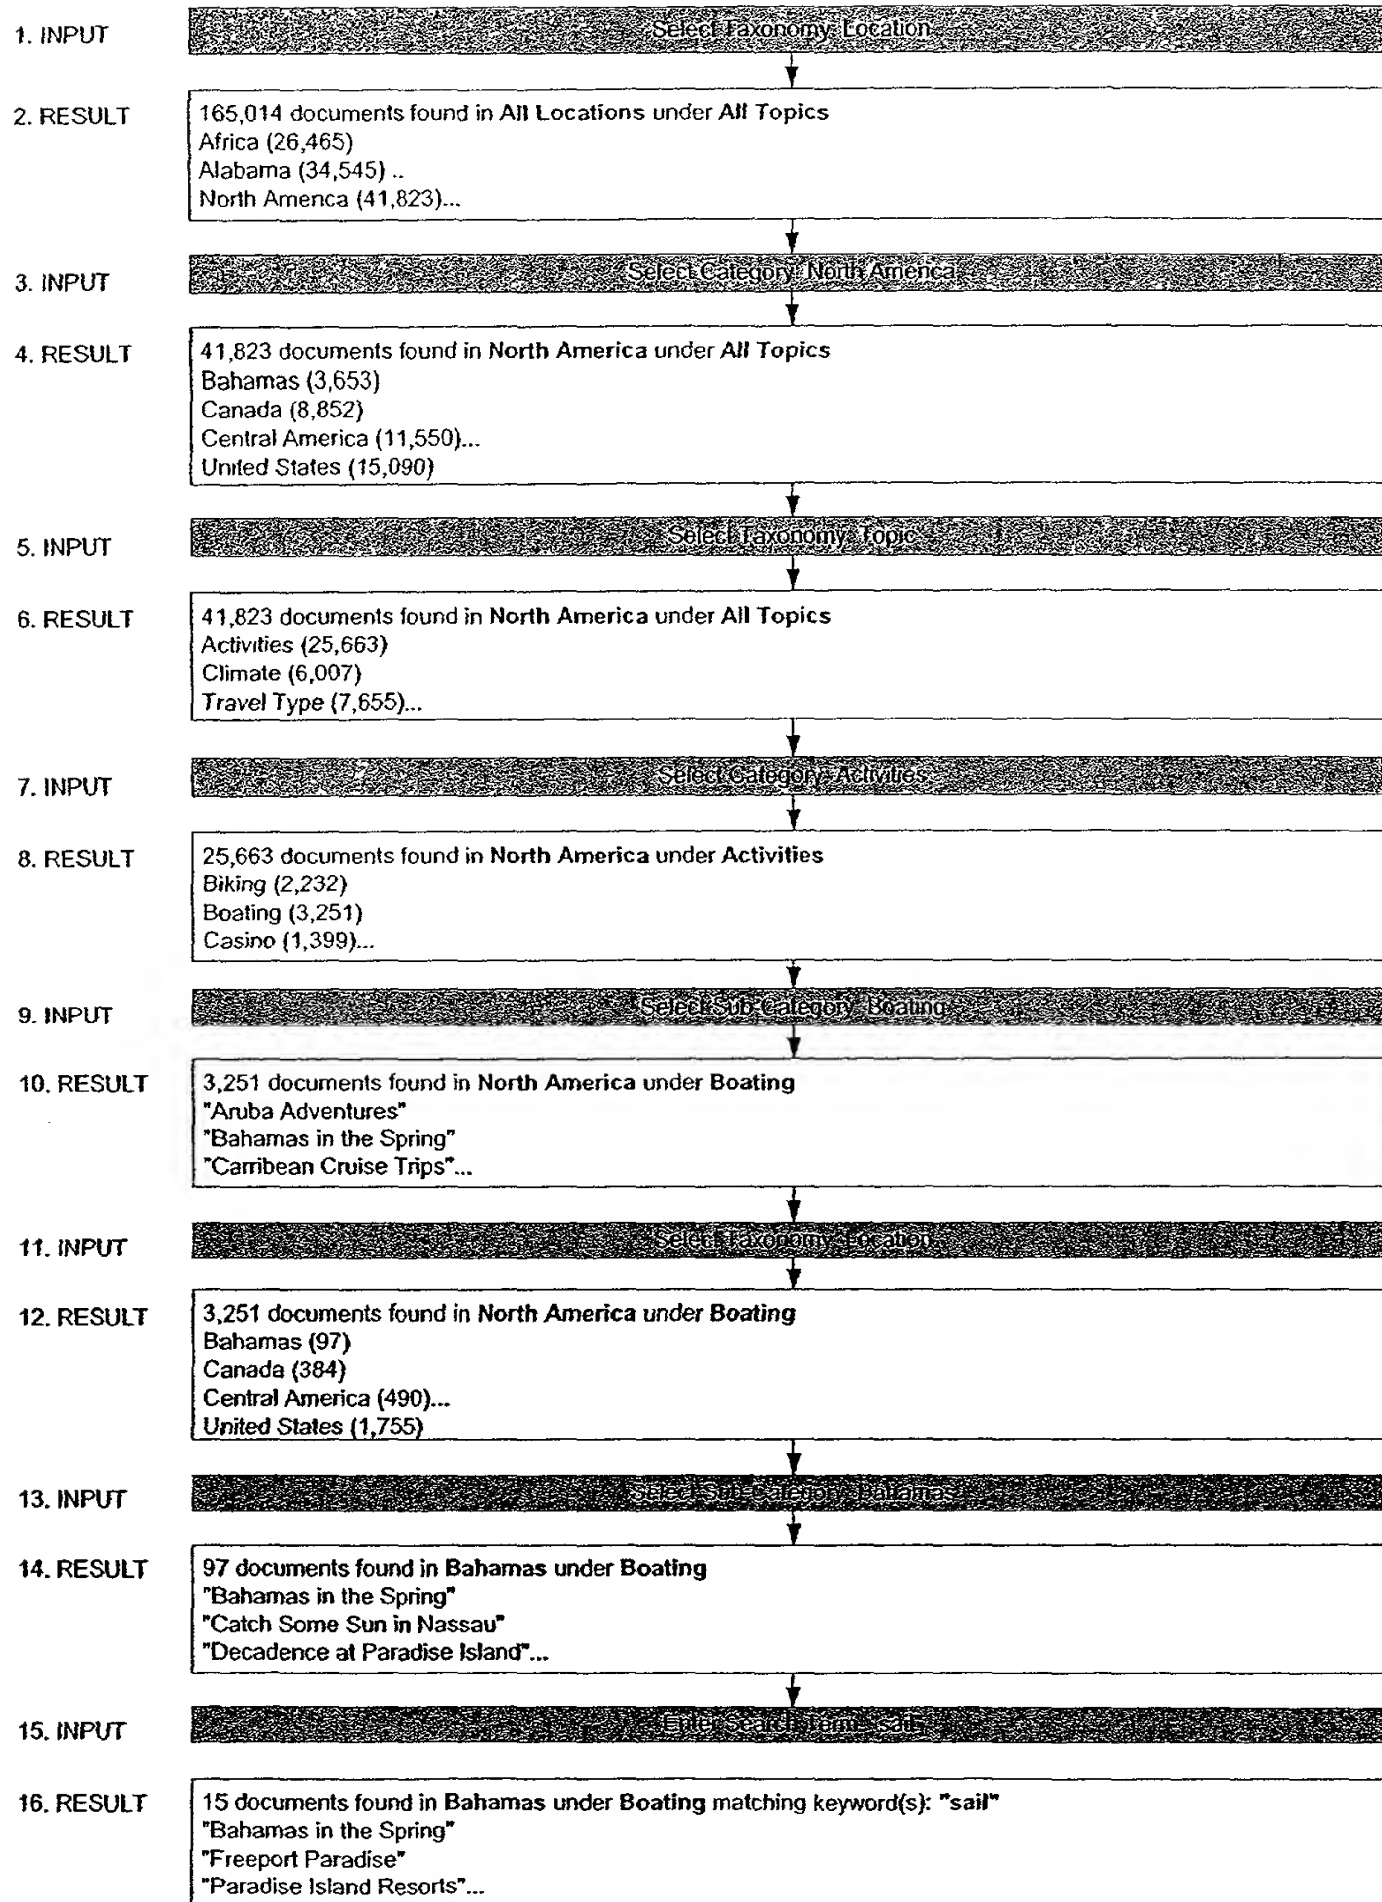 1. INPUT
Select Taxonomy: Location
2. RESULT
165,014 documents found in All Locations under All Topics
Africa (26,465)
Alabama (34,545) ..
North Amenca (41,823)...
3. INPUT
Select Category: North America
4. RESULT
41,823 documents found in North America under All Topics
Bahamas (3,653)
Canada (8,852)
Central America (11,550)...
United States (15,090)
5. INPUT
Select Taxonomy: Topic
6. RESULT
41,823 documents found in North America under All Topics
Activities (25,663)
Climate (6,007)
Travel Type (7,655)...
7. INPUT
Select Category: Activities
8. RESULT
25,663 documents found in North America under Activities
Biking (2,232)
Boating (3,251)
Casino (1,399)...
9. INPUT
Select Sub-Category: Boating
10. RESULT
3,251 documents found in North America under Boating
"Aruba Adventures"
"Bahamas in the Spring"
"Carribean Cruise Trips"...
11. INPUT
Select Taxonomy: Location
12. RESULT
3,251 documents found in North America under Boating
Bahamas (97)
Canada (384)
Central America (490)...
United States (1,755)
13. INPUT
Select Sub-Category: Bahamas
14. RESULT
97 documents found in Bahamas under Boating
"Bahamas in the Spring"
"Catch Some Sun in Nassau"
"Decadence at Paradise Island"...
15. INPUT
Enter Search Term: sail
16. RESULT
15 documents found in Bahamas under Boating matching keyword(s): "sail"
"Bahamas in the Spring"
"Freeport Paradise"
"Paradise Island Resorts"...